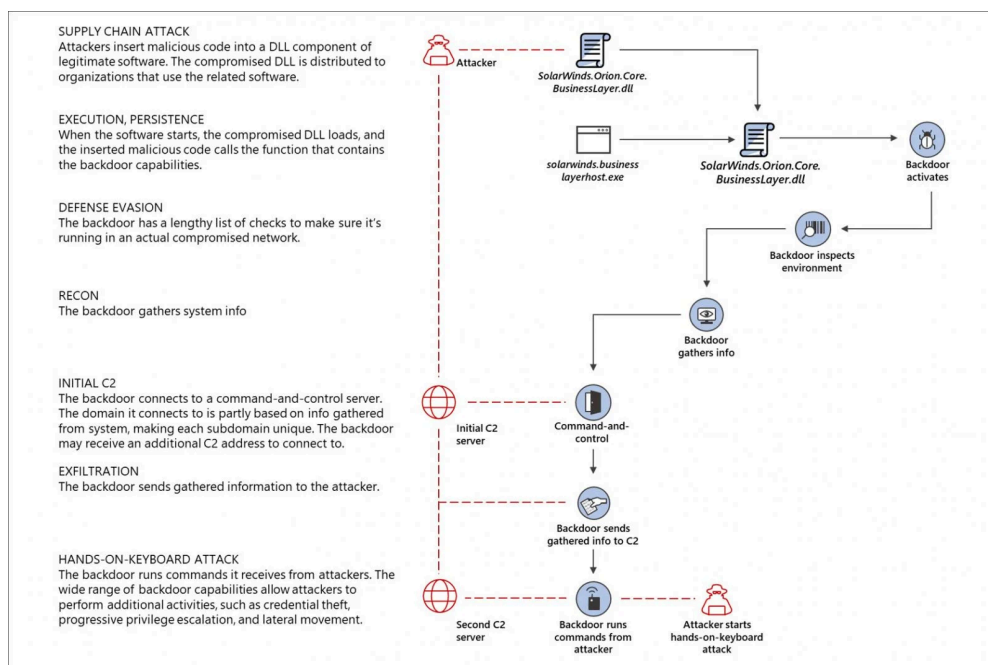 SUPPLY CHAIN ATTACK
Attackers insert malicious code into a DLL component of
legitimate software. The compromised DLL is distributed to
organizations that use the related software.
Attacker
SolarWinds.Orion.Core.
BusinessLayer.dll
EXECUTION, PERSISTENCE
When the software starts, the compromised DLL loads, and
the inserted malicious code calls the function that contains
the backdoor capabilities.
solarwinds.business
layerhost.exe
SolarWinds.Orion.Core.
BusinessLayer.dll
Backdoor
activates
DEFENSE EVASION
The backdoor has a lengthy list of checks to make sure it's
running in an actual compromised network.
Backdoor inspects
environment
RECON
The backdoor gathers system info
Backdoor
gathers info
INITIAL C2
The backdoor connects to a command-and-control server.
The domain it connects to is partly based on info gathered
from system, making each subdomain unique. The backdoor
may receive an additional C2 address to connect to.
Initial C2
server
Command-and-
control
EXFILTRATION
The backdoor sends gathered information to the attacker.
Backdoor sends
gathered info to C2
HANDS-ON-KEYBOARD ATTACK
The backdoor runs commands it receives from attackers. The
wide range of backdoor capabilities allow attackers to
perform additional activities, such as credential theft,
progressive privilege escalation, and lateral movement.
Second C2
server
Backdoor runs
commands from
attacker
Attacker starts
hands-on-keyboard
attack